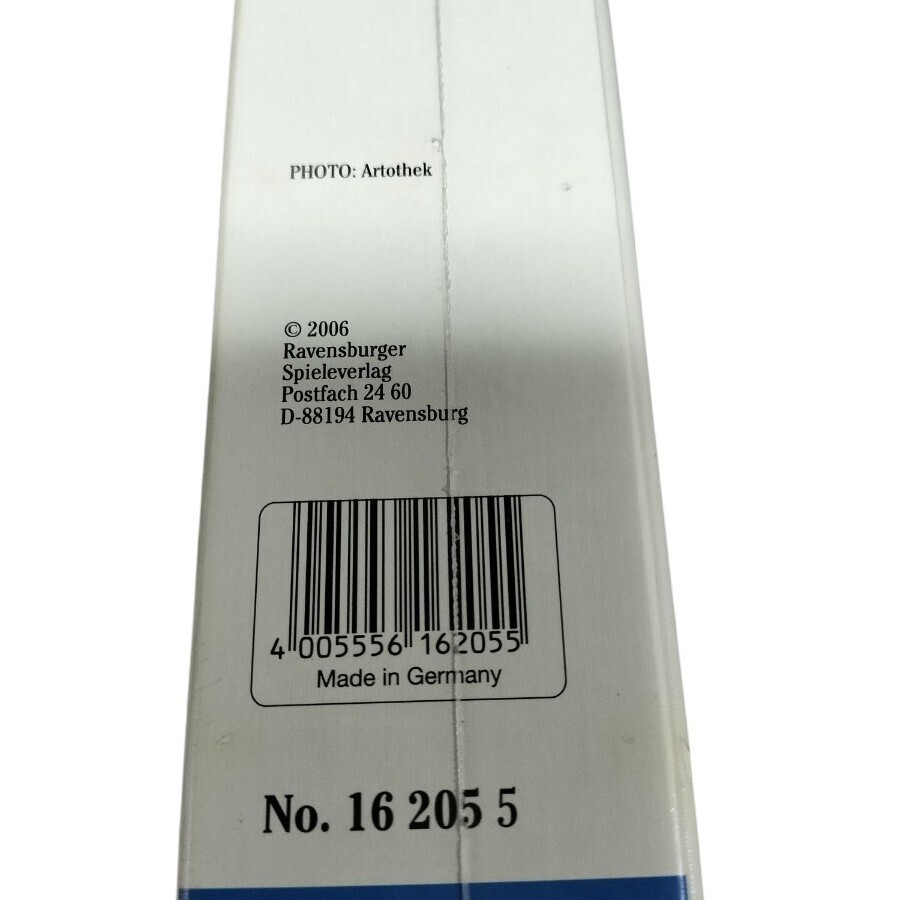 PHOTO: Artothek
© 2006
Ravensburger
Spieleverlag
Postfach 24 60
D-88194 Ravensburg
4 005556 162055
Made in Germany
No. 16 205 5